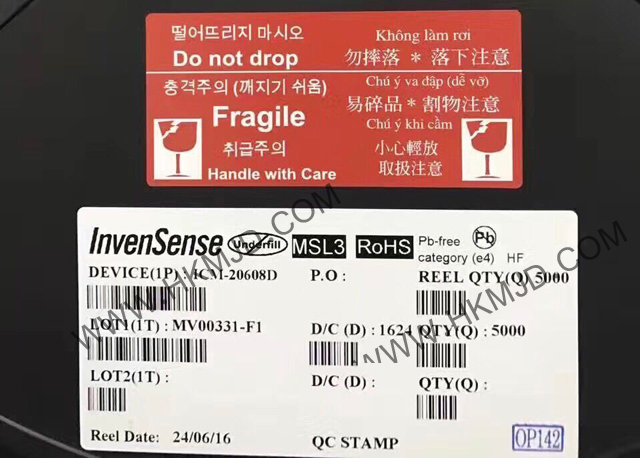 떨어뜨리지 마시오
Không làm rơi
Do not drop
勿摔落 * 落下注意
충격주의 (깨지기 쉬움)
Chú ý va đập (dễ vỡ)
易碎品 * 割物注意
Fragile
Chú ý khi cầm
취급주의
小心輕放
取扱注意
Handle with Care
InvenSense
Underfill
MSL3
RoHS
Pb-free
category (e4) HF
Pb
DEVICE(1P) : ICM-20608D
P.O :
REEL QTY(Q) 5000
LOT1(1T) : MV00331-F1
D/C (D) : 1624
QTY(Q) : 5000
LOT2(1T) :
D/C (D) :
QTY(Q) :
Reel Date: 24/06/16
QC STAMP
OP142
WWW.HKMJD.COM
WWW.HKMJD.COM